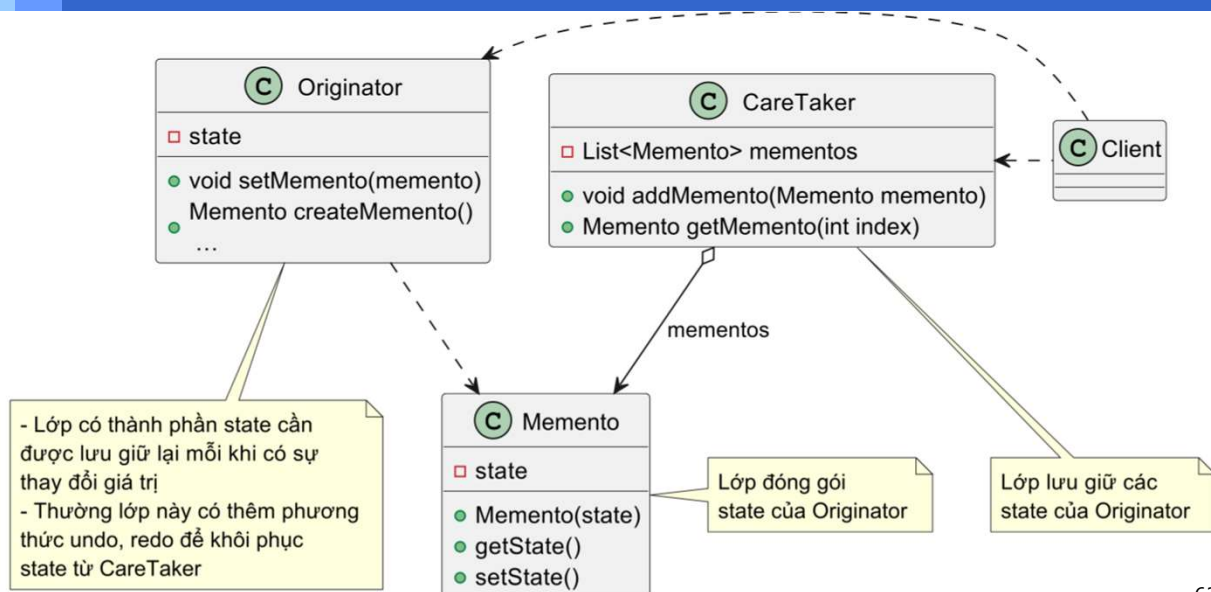 C Originator
state
void setMemento(memento)
Memento createMemento()
...
C CareTaker
List<Memento> mementos
void addMemento(Memento memento)
Memento getMemento(int index)
C Client
mementos
- Lớp có thành phần state cần
được lưu giữ lại mỗi khi có sự
thay đổi giá trị
- Thường lớp này có thêm phương
thức undo, redo để khôi phục
state từ CareTaker
C Memento
state
Memento(state)
getState()
setState()
Lớp đóng gói
state của Originator
Lớp lưu giữ các
state của Originator